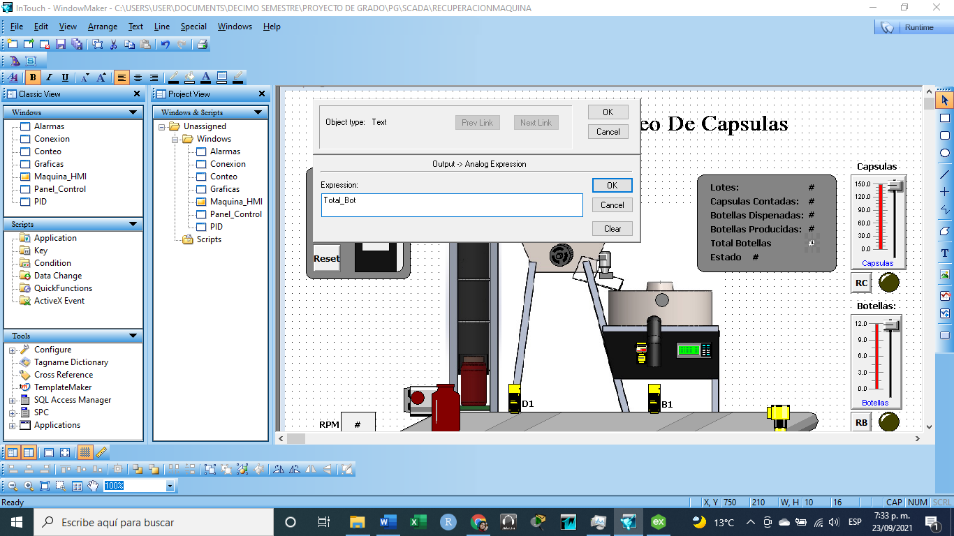 InTouch - WindowMaker - C:\USERS\USER\DOCUMENTS\DECIMO SEMESTRE\PROYECTO DE GRADO\PG\SCADA\RECUPERACIONMAQUINA
File Edit View Arrange Text Line Special Windows Help
Runtime
B I U A A A
Classic View
Project View
Windows
Alarmas
Conexion
Conteo
Graficas
Maquina_HMI
Panel_Control
PID
Scripts
Application
Key
Condition
Data Change
QuickFunctions
ActiveX Event
Tools
Configure
Tagname Dictionary
Cross Reference
TemplateMaker
SQL Access Manager
SPC
Applications
Windows & Scripts
Unassigned
Windows
Alarmas
Conexion
Conteo
Graficas
Maquina_HMI
Panel_Control
PID
Scripts
Object type: Text
Prev Link
Next Link
OK
Cancel
Output -> Analog Expression
Expression:
Total_Bot
OK
Cancel
Clear
eo De Capsulas
Reset
Lotes: #
Capsulas Contadas: #
Botellas Dispenadas: #
Botellas Producidas: #
Total Botellas #
Estado #
Capsulas
150.0
120.0
90.0
60.0
30.0
0.0
Capsulas
RC
Botellas:
12.0
9.0
6.0
3.0
0.0
Botellas
RB
D1
B1
RPM #
100%
Ready
X, Y 750 210 W, H 10 16 CAP NUM SCRL
Escribe aquí para buscar
13°C
ESP
7:33 p. m.
23/09/2021